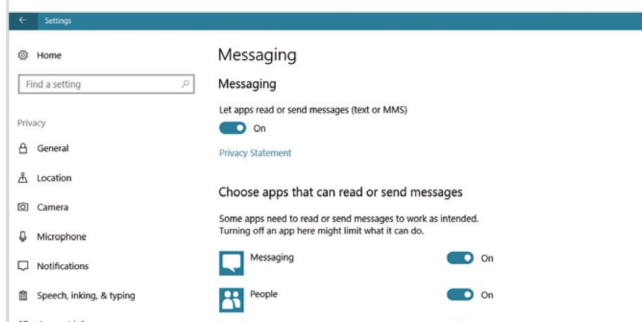 Settings
Home
Find a setting
Privacy
General
Location
Camera
Microphone
Notifications
Speech, inking, & typing
Messaging
Messaging
Let apps read or send messages (text or MMS)
On
Privacy Statement
Choose apps that can read or send messages
Some apps need to read or send messages to work as intended.
Turning off an app here might limit what it can do.
Messaging On
People On